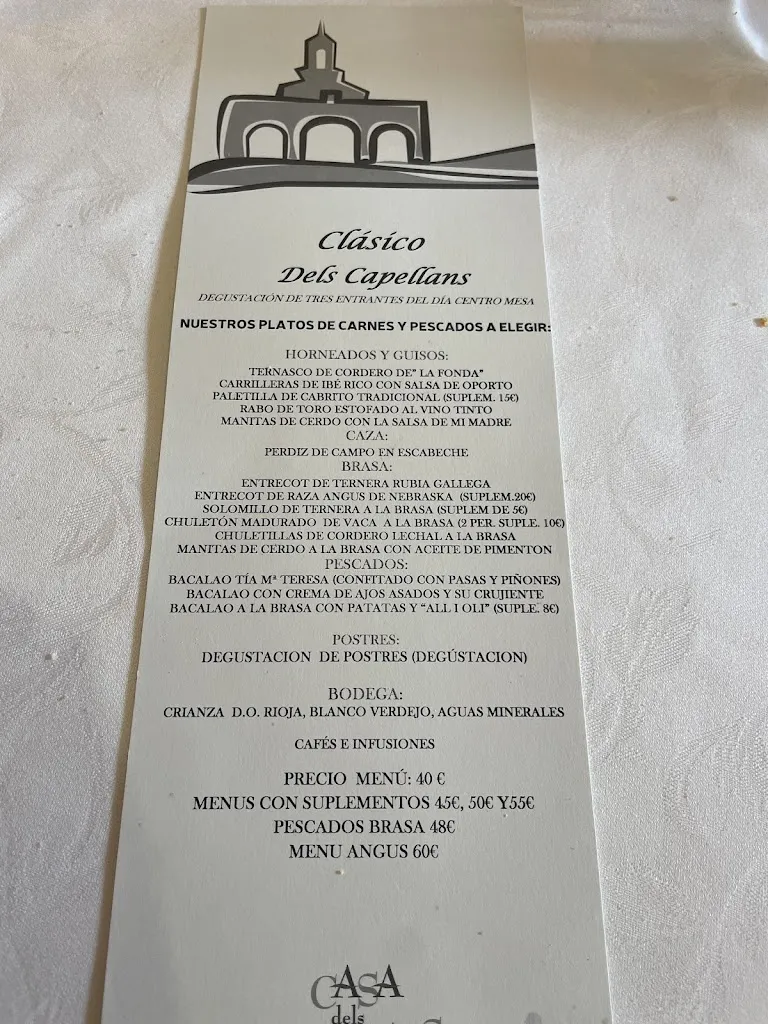 Clásico
Dels Capellans
DEGUSTACIÓN DE TRES ENTRANTES DEL DÍA CENTRO MESA
NUESTROS PLATOS DE CARNES Y PESCADOS A ELEGIR:
HORNEADOS Y GUISOS:
TERNASCO DE CORDERO DE" LA FONDA"
CARRILLERAS DE IBÉ RICO CON SALSA DE OPORTO
PALETILLA DE CABRITO TRADICIONAL (SUPLEM. 15€)
RABO DE TORO ESTOFADO AL VINO TINTO
MANITAS DE CERDO CON LA SALSA DE MI MADRE
CAZA:
PERDIZ DE CAMPO EN ESCABECHE
BRASA:
ENTRECOT DE TERNERA RUBIA GALLEGA
ENTRECOT DE RAZA ANGUS DE NEBRASKA (SUPLEM.20€)
SOLOMILLO DE TERNERA A LA BRASA (SUPLEM DE 5€)
CHULETÓN MADURADO DE VACA A LA BRASA (2 PER. SUPLE. 10€)
CHULETILLAS DE CORDERO LECHAL A LA BRASA
MANITAS DE CERDO A LA BRASA CON ACEITE DE PIMENTON
PESCADOS:
BACALAO TÍA Mª TERESA (CONFITADO CON PASAS Y PIÑONES)
BACALAO CON CREMA DE AJOS ASADOS Y SU CRUJIENTE
BACALAO A LA BRASA CON PATATAS Y "ALL I OLI" (SUPLE. 8€)
POSTRES:
DEGUSTACION DE POSTRES (DEGÚSTACION)
BODEGA:
CRIANZA D.O. RIOJA, BLANCO VERDEJO, AGUAS MINERALES
CAFÉS E INFUSIONES
PRECIO MENÚ: 40 €
MENUS CON SUPLEMENTOS 45€, 50€ Y55€
PESCADOS BRASA 48€
MENU ANGUS 60€
CASA
dels